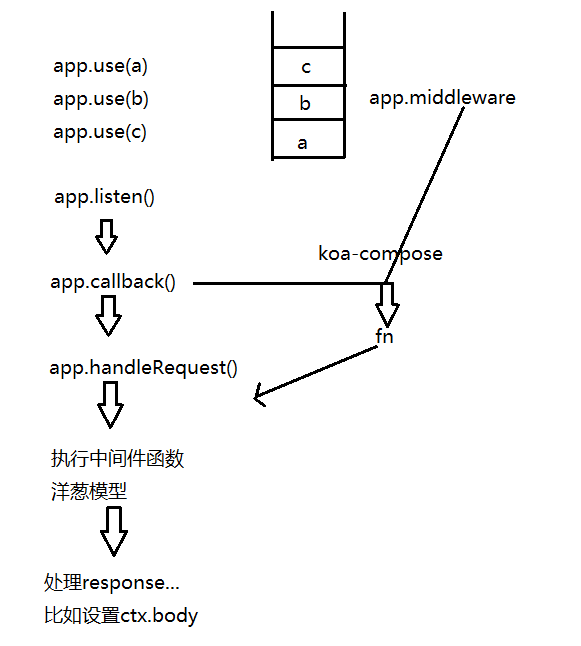 app.use(a)
app.use(b)
app.use(c)
c
b
a
app.middleware
app.listen()
koa-compose
app.callback()
fn
app.handleRequest()
执行中间件函数
洋葱模型
处理response...
比如设置ctx.body